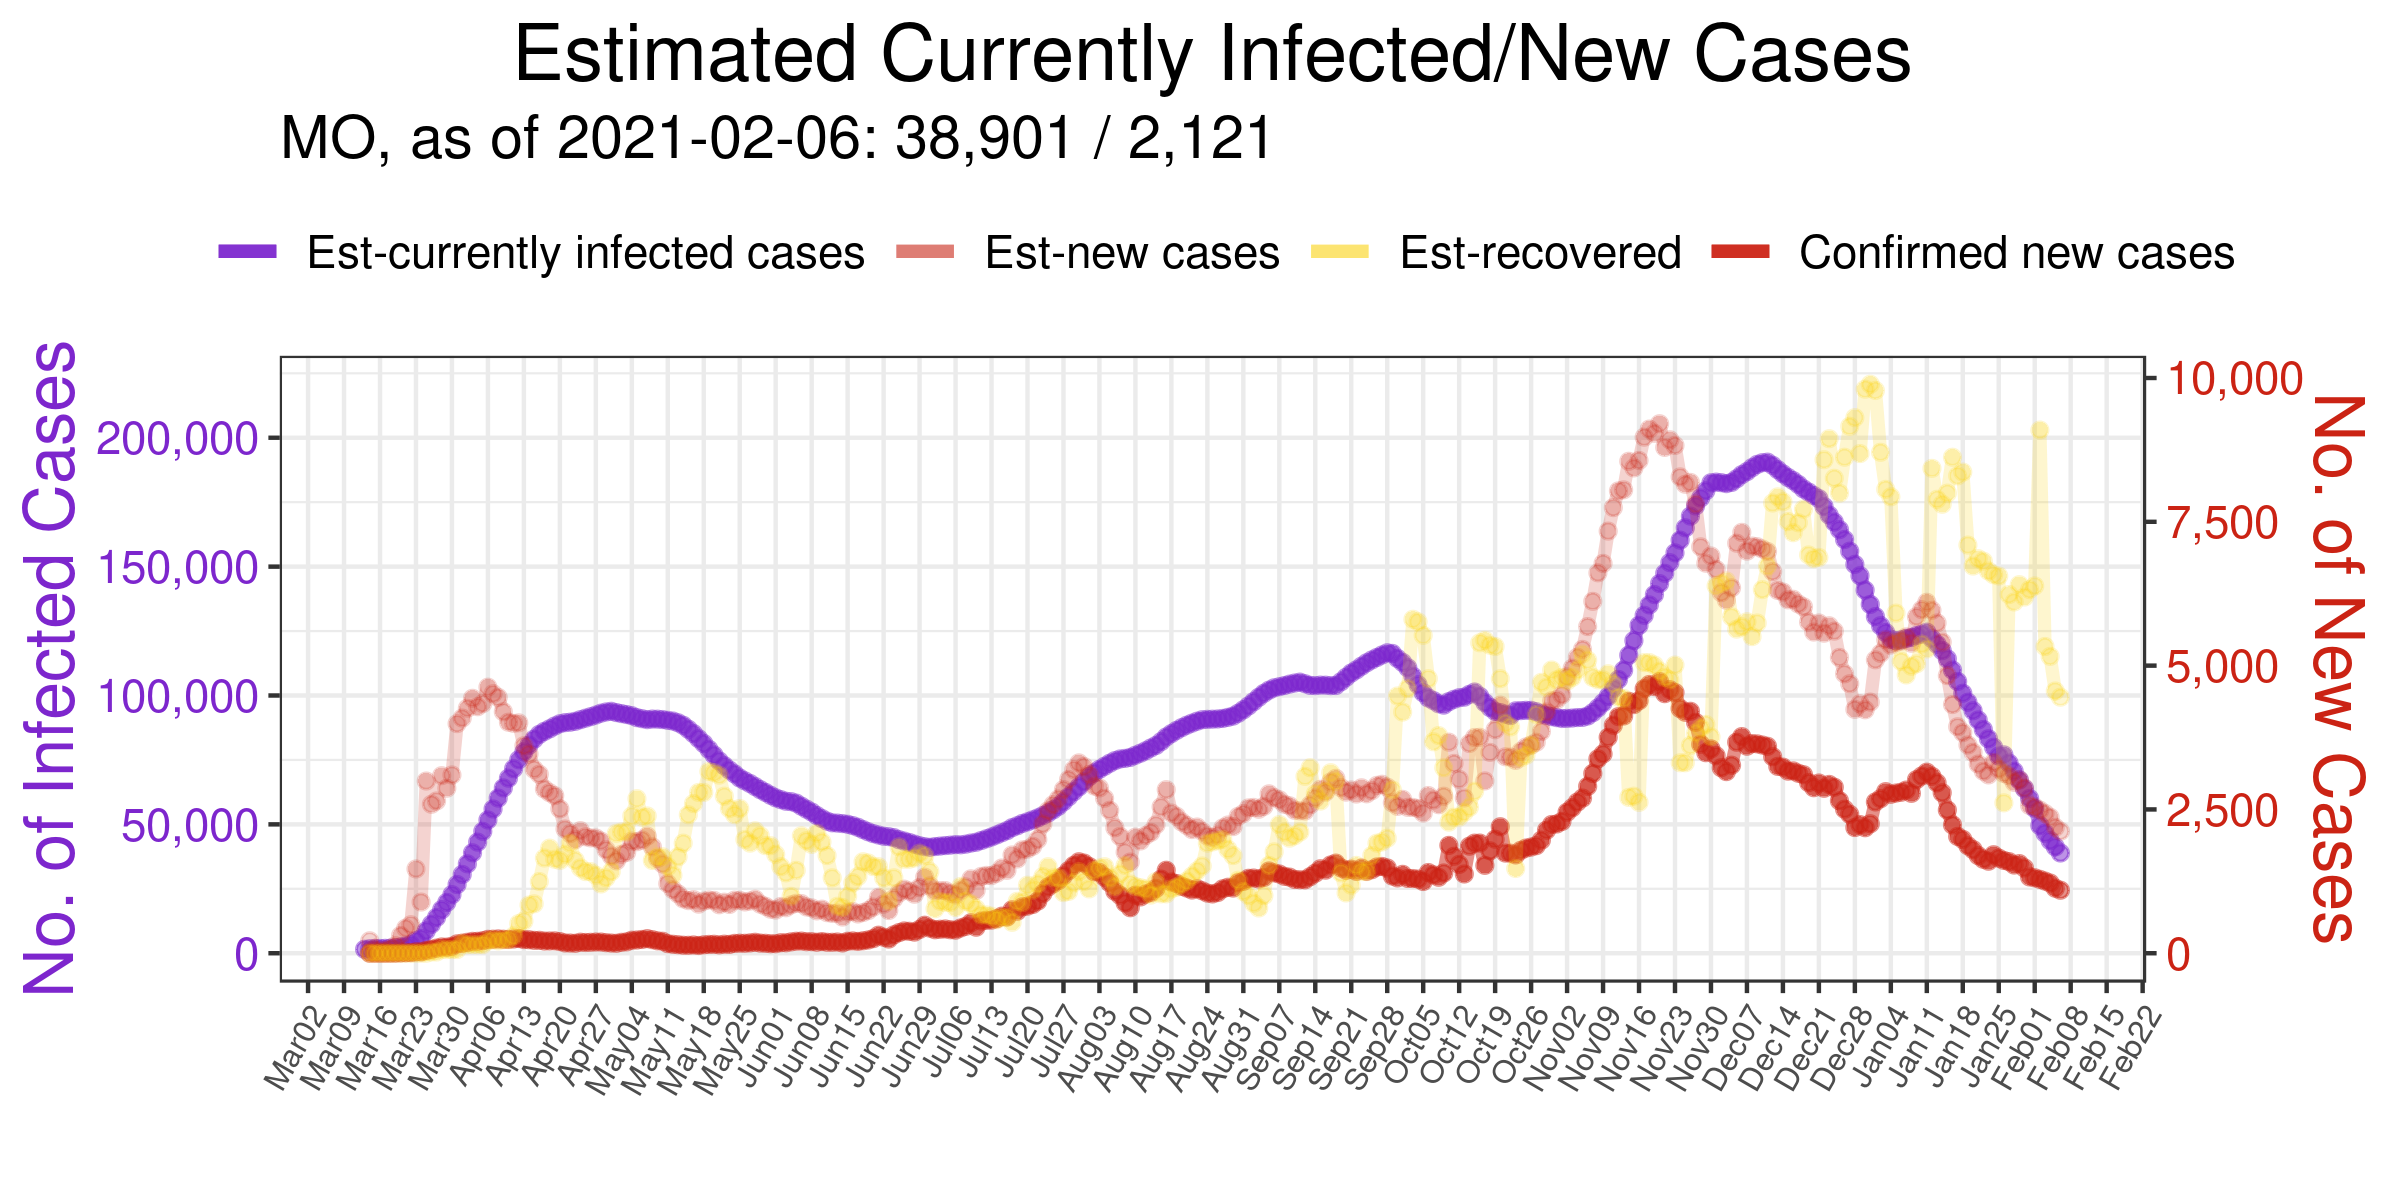 Estimated Currently Infected/New Cases
MO, as of 2021-02-06: 38,901 / 2,121
Est-currently infected cases Est-new cases Est-recovered Confirmed new cases
No. of Infected Cases
200,000
150,000
100,000
50,000
0
10,000
7,500
5,000
2,500
0
No. of New Cases
Mar02 Mar09 Mar16 Mar23 Mar30 Apr06 Apr13 Apr20 Apr27 May04 May11 May18 May25 Jun01 Jun08 Jun15 Jun22 Jun29 Jul06 Jul13 Jul20 Jul27 Aug03 Aug10 Aug17 Aug24 Aug31 Sep07 Sep14 Sep21 Sep28 Oct05 Oct12 Oct19 Oct26 Nov02 Nov09 Nov16 Nov23 Nov30 Dec07 Dec14 Dec21 Dec28 Jan04 Jan11 Jan18 Jan25 Feb01 Feb08 Feb15 Feb22